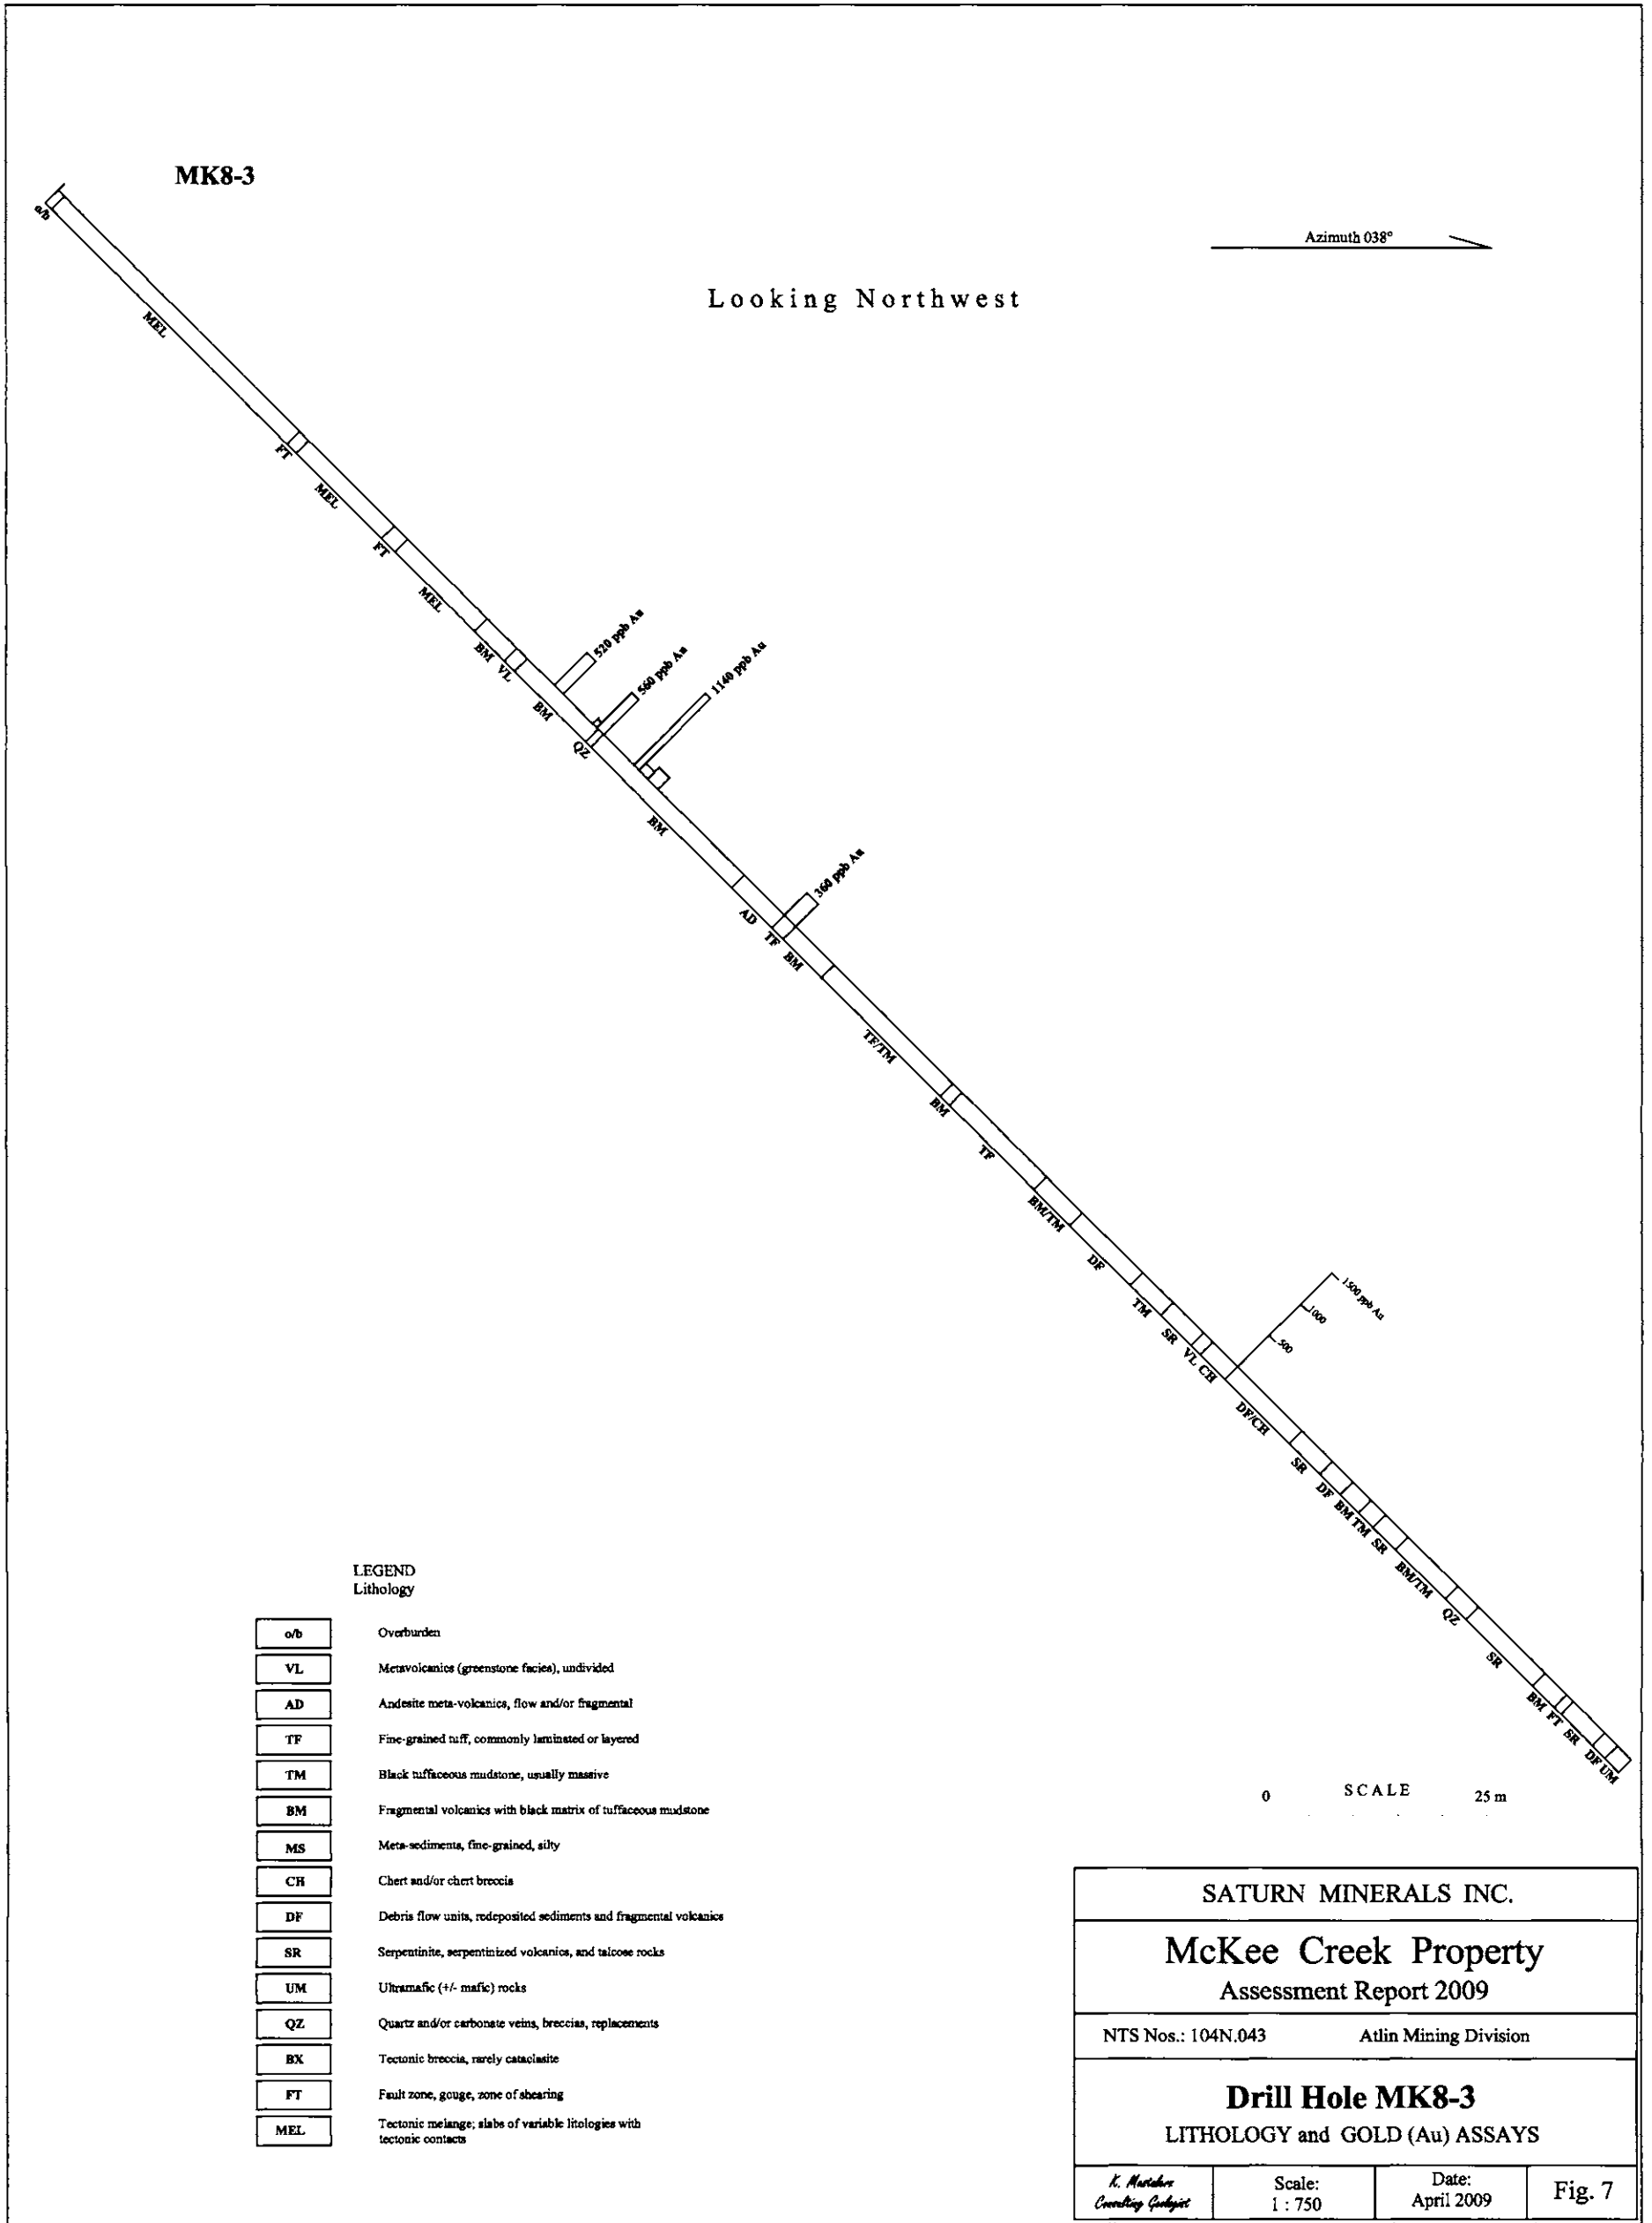 MK8-3
Azimuth 038°
Looking Northwest
o/b
MEL
FT
MEL
FT
MEL
BM
VL
BM
QZ
BM
AD
TF
BM
TF/TM
BM
TF
BM/TM
DF
TM
SR
VL
CH
DF/CH
SR
DF
BM
TM
SR
BM/TM
QZ
SR
BM
FT
SR
DF
UM
520 ppb Au
560 ppb Au
1140 ppb Au
360 ppb Au
1500 ppb Au
1000
500
LEGEND
Lithology
o/b Overburden
VL Metavolcanics (greenstone facies), undivided
AD Andesite meta-volcanics, flow and/or fragmental
TF Fine-grained tuff, commonly laminated or layered
TM Black tuffaceous mudstone, usually massive
BM Fragmental volcanics with black matrix of tuffaceous mudstone
MS Meta-sediments, fine-grained, silty
CH Chert and/or chert breccia
DF Debris flow units, redeposited sediments and fragmental volcanics
SR Serpentinite, serpentinized volcanics, and talcose rocks
UM Ultramafic (+/- mafic) rocks
QZ Quartz and/or carbonate veins, breccias, replacements
BX Tectonic breccia, rarely cataclasite
FT Fault zone, gouge, zone of shearing
MEL Tectonic melange; slabs of variable litologies with
tectonic contacts
0 SCALE 25 m
SATURN MINERALS INC.
McKee Creek Property
Assessment Report 2009
NTS Nos.: 104N.043 Atlin Mining Division
Drill Hole MK8-3
LITHOLOGY and GOLD (Au) ASSAYS
K.
Consulting Geologist
Scale:
1 : 750
Date:
April 2009
Fig. 7